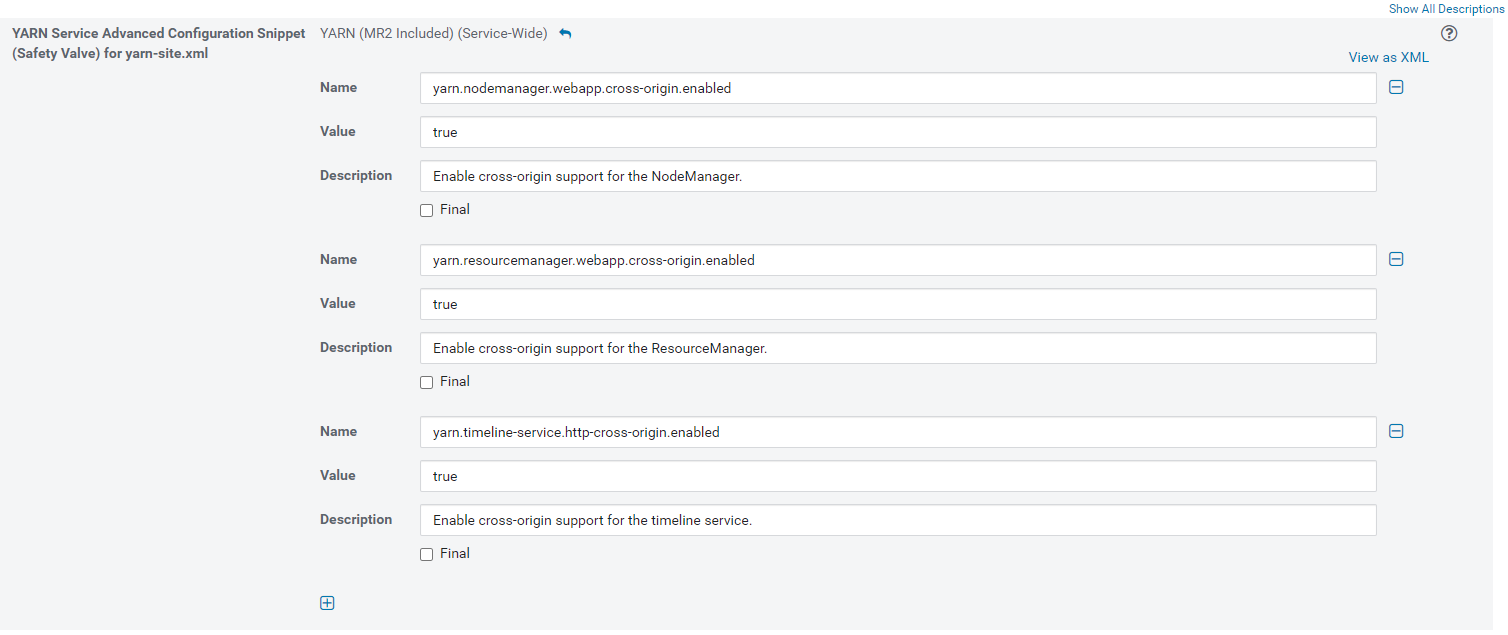 Show All Descriptions
YARN Service Advanced Configuration Snippet YARN (MR2 Included) (Service-Wide)
(Safety Valve) for yarn-site.xml
View as XML
Name yarn.nodemanager.webapp.cross-origin.enabled
Value true
Description Enable cross-origin support for the NodeManager.
Final
Name yarn.resourcemanager.webapp.cross-origin.enabled
Value true
Description Enable cross-origin support for the ResourceManager.
Final
Name yarn.timeline-service.http-cross-origin.enabled
Value true
Description Enable cross-origin support for the timeline service.
Final